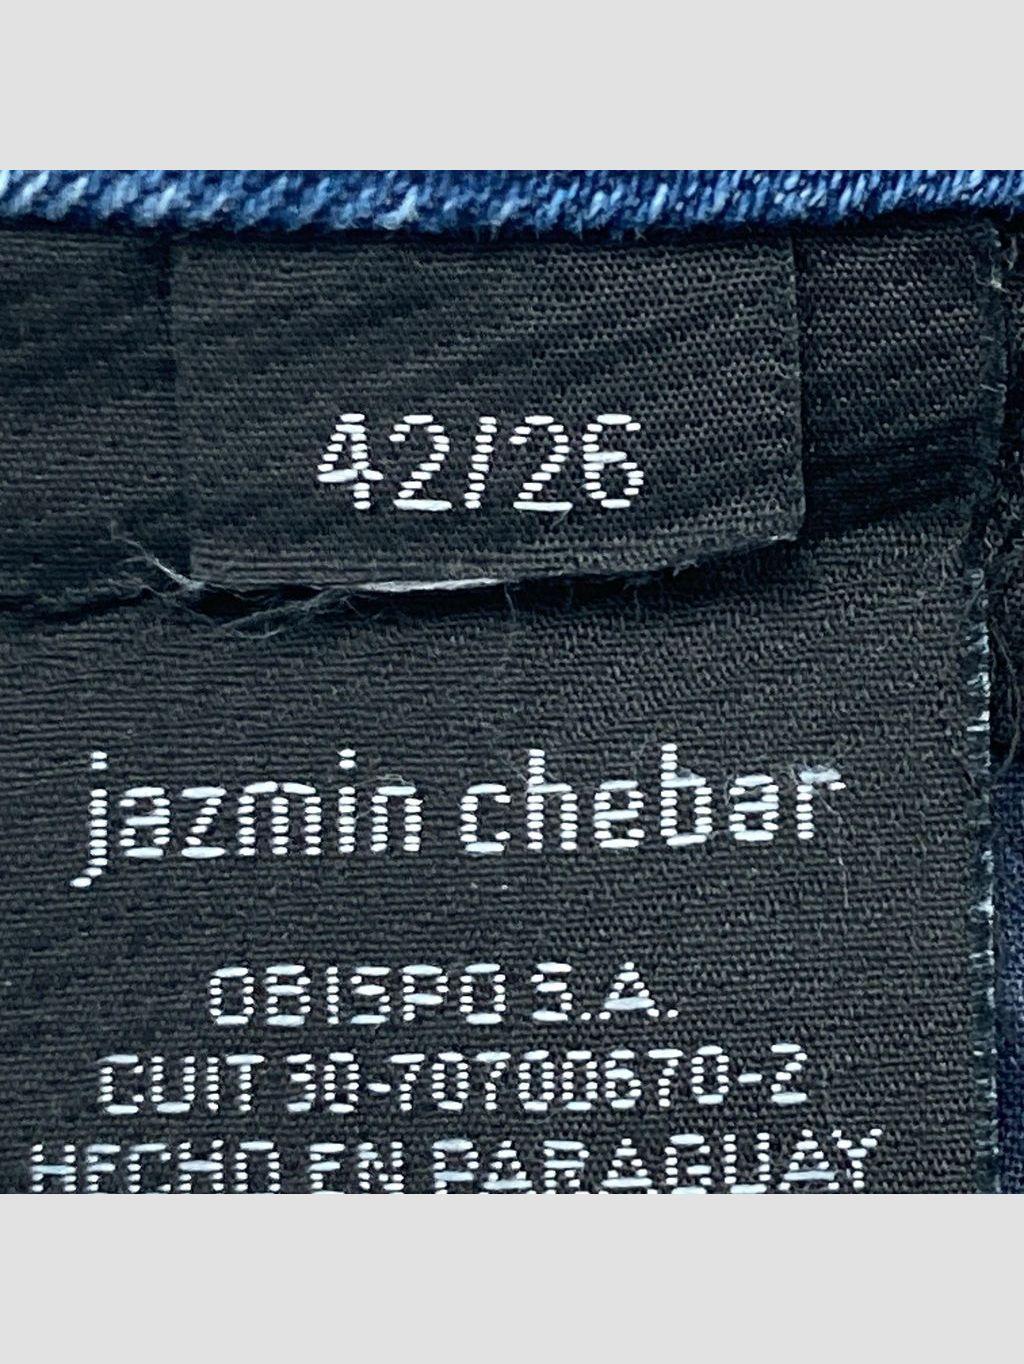 42/26
jazmin chebar
OBISPO S.A.
CUIT 30-70700670-2
HECHO EN PARAGUAY